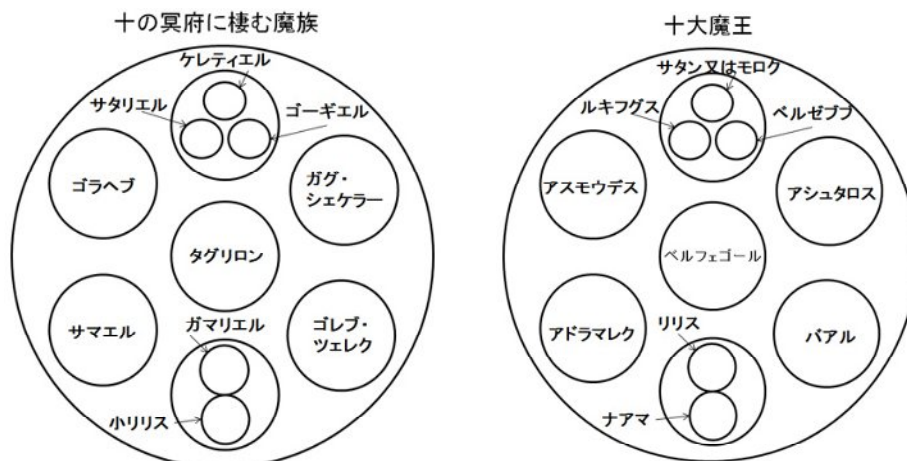 十の冥府に棲む魔族
ケレティエル
サタリエル
ゴーギエル
ゴラヘブ
ガグ・
シェケラー
タグリロン
サマエル
ガマリエル
ゴレブ・
ツェレク
小リリス
十大魔王
サタン又はモロク
ルキフグス
ベルゼブブ
アスモウデス
アシュタロス
ベルフェゴール
アドラマレク
リリス
バアル
ナアマ